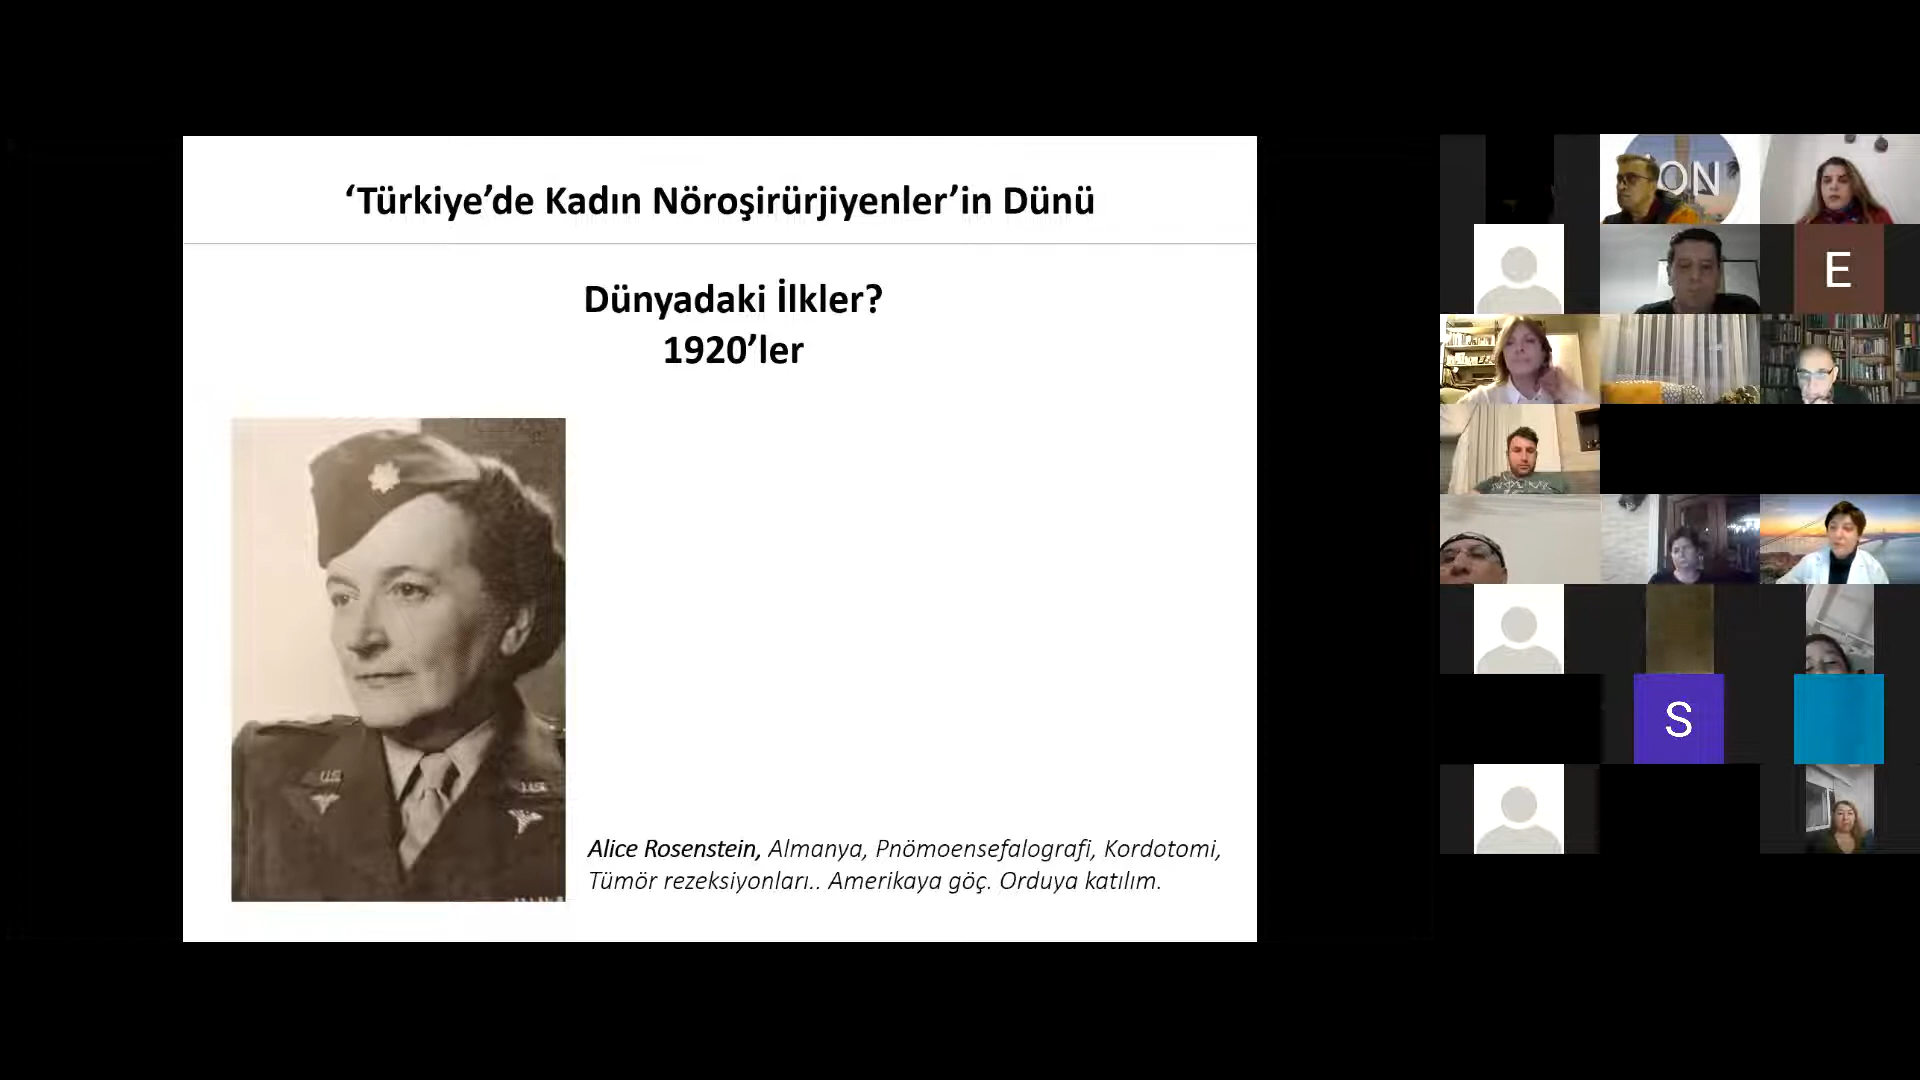 ‘Türkiye’de Kadın Nöroşirürjiyenler’in Dünü
Dünyadaki İlkler?
1920’ler
Alice Rosenstein, Almanya, Pnömoensefalografi, Kordotomi,
Tümör rezeksiyonları.. Amerikaya göç. Orduya katılım.
U.S
ON
E
S